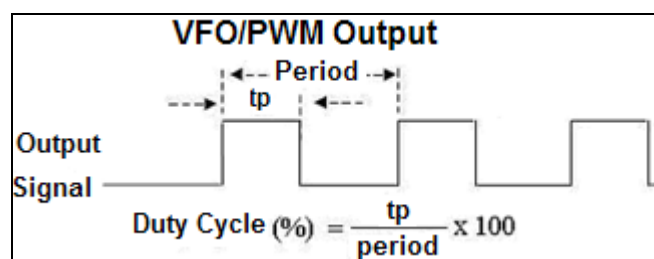 VFO/PWM Output
Period
tp
Output
Signal
Duty Cycle (%) = tp / period x 100